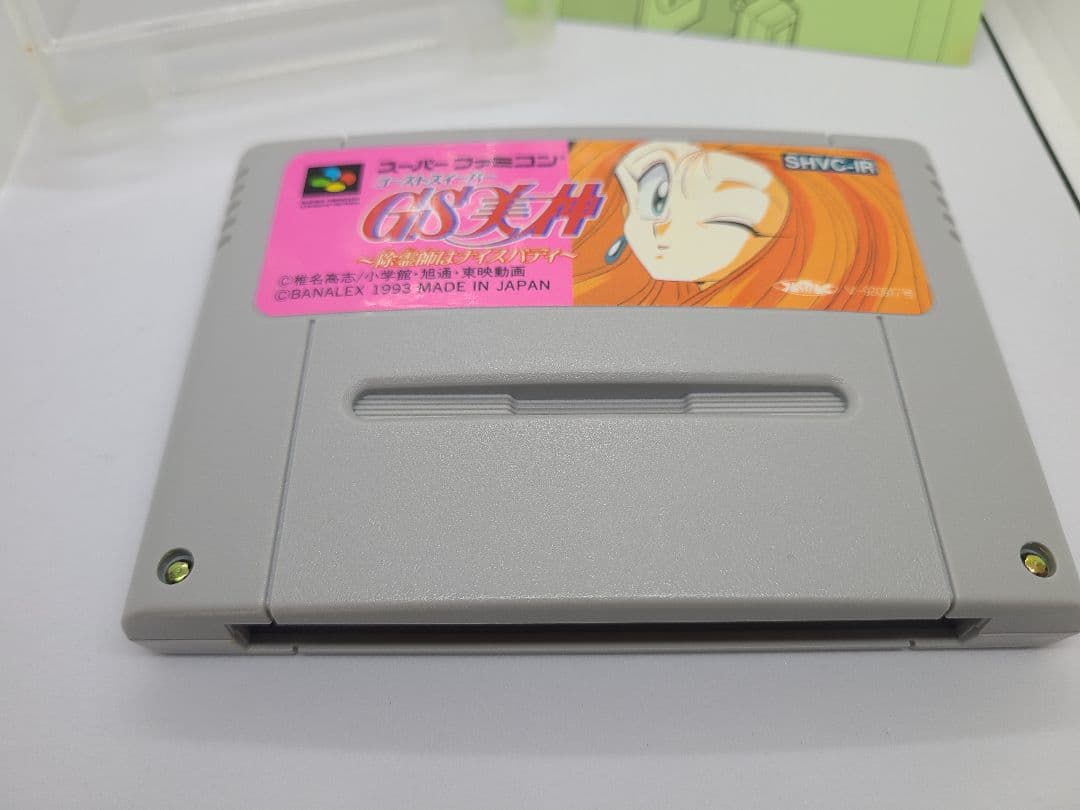 スーパーファミコン
ゴーストスイーパー
GS美神
〜除霊師はナイスバディ〜
©椎名高志/小学館・旭通・東映動画
©BANALEX 1993 MADE IN JAPAN
SHVC-IR